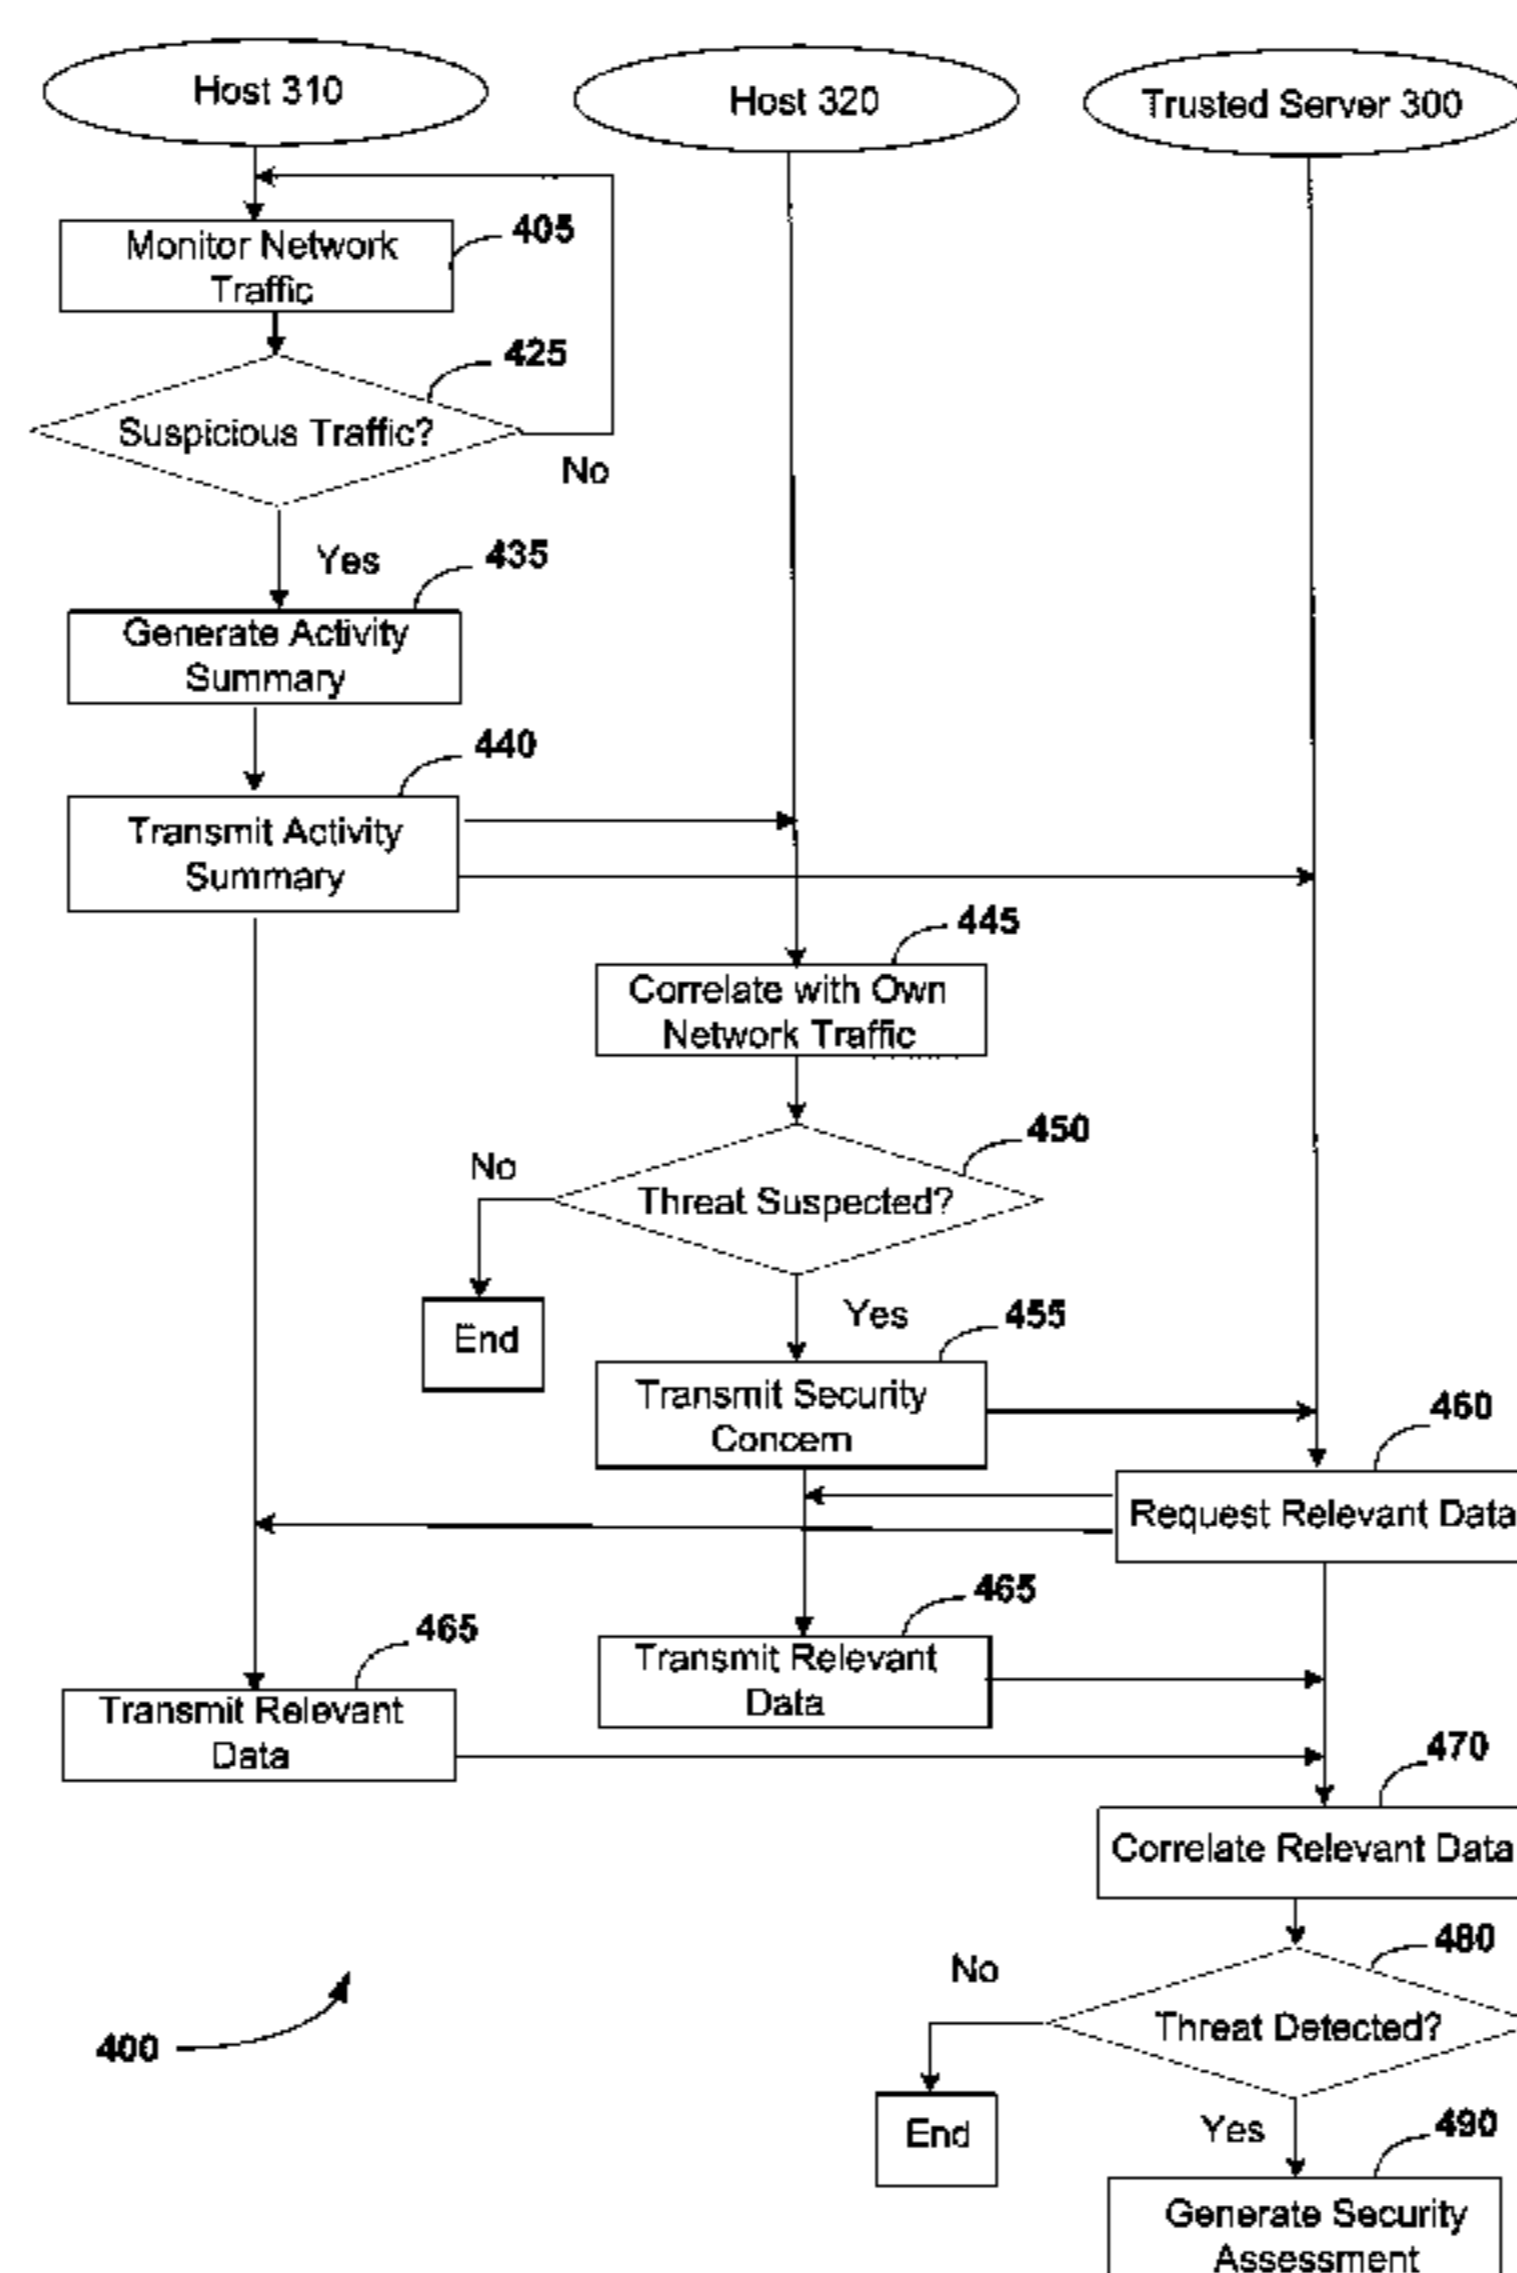 Host 310
Host 320
Trusted Server 300
405
Monitor Network
Traffic
425
Suspicious Traffic?
No
Yes
435
Generate Activity
Summary
440
Transmit Activity
Summary
445
Correlate with Own
Network Traffic
450
No
Threat Suspected?
End
Yes
455
Transmit Security
Concern
460
Request Relevant Data
465
Transmit Relevant
Data
465
Transmit Relevant
Data
470
Correlate Relevant Data
480
No
Threat Detected?
400
End
Yes
490
Generate Security
Assessment